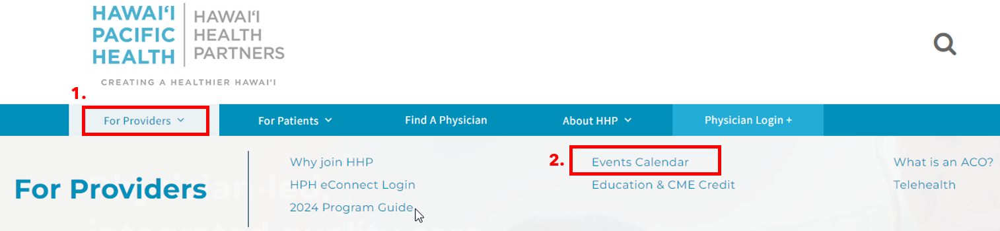 HAWAIʻI
PACIFIC
HEALTH
HAWAIʻI
HEALTH
PARTNERS
CREATING A HEALTHIER HAWAIʻI
1.
For Providers
For Patients
Find A Physician
About HHP
Physician Login +
2.
For Providers
Why join HHP
HPH eConnect Login
2024 Program Guide
Events Calendar
Education & CME Credit
What is an ACO?
Telehealth